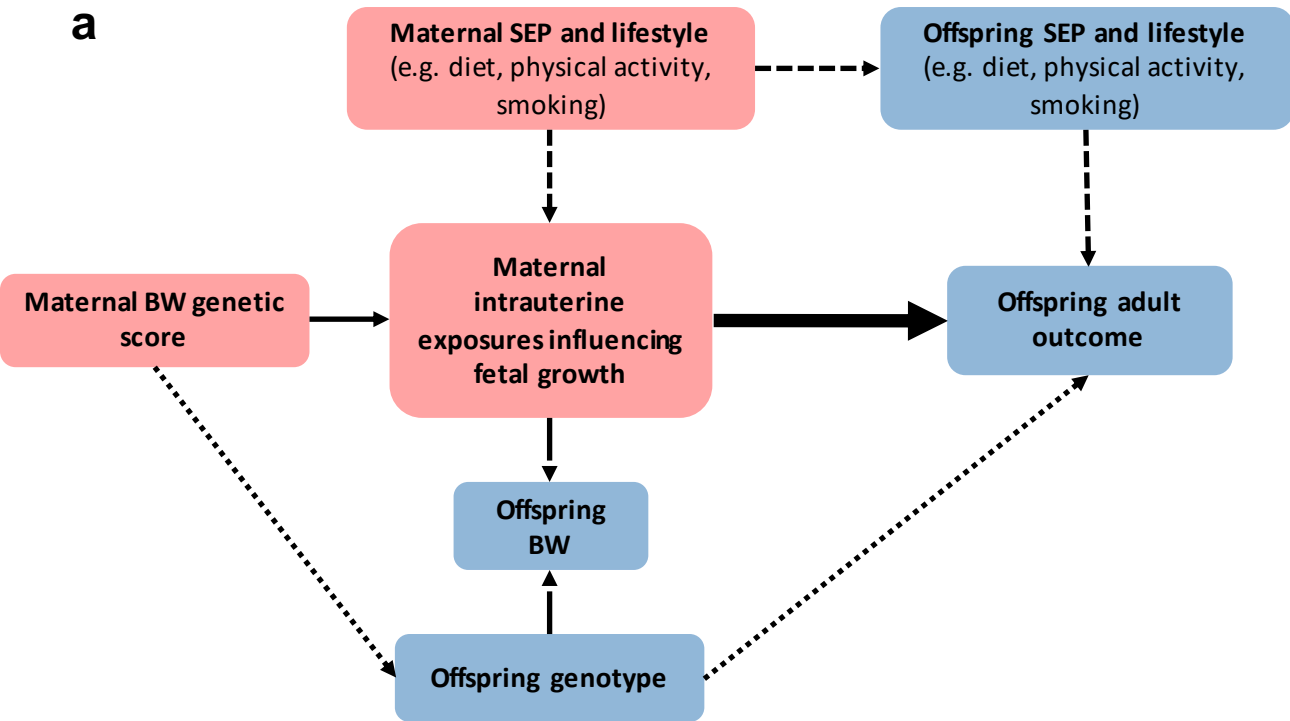 a
Maternal SEP and lifestyle
(e.g. diet, physical activity,
smoking)
Offspring SEP and lifestyle
(e.g. diet, physical activity,
smoking)
Maternal BW genetic
score
Maternal
intrauterine
exposures influencing
fetal growth
Offspring adult
outcome
Offspring
BW
Offspring genotype